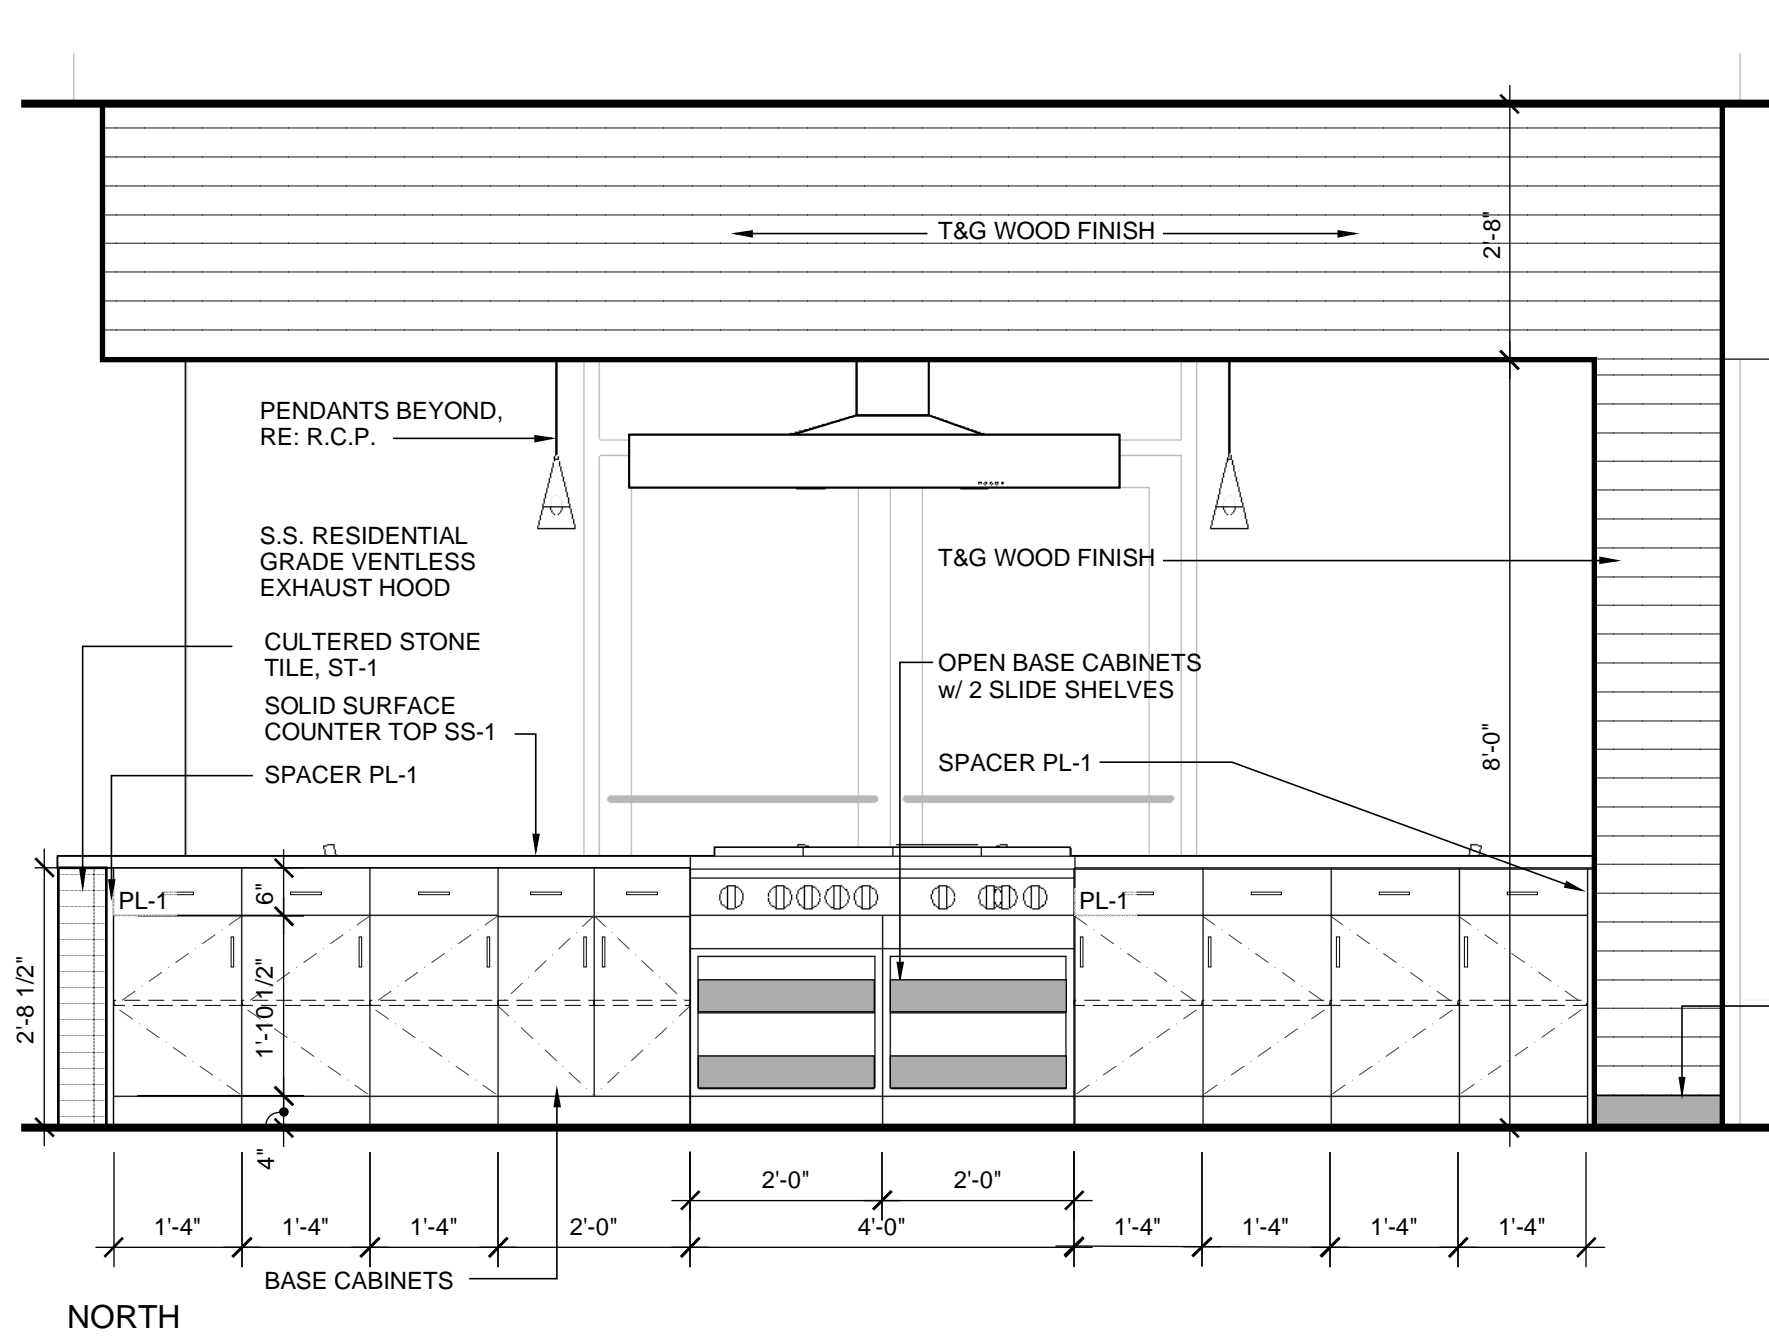 T&G WOOD FINISH
2'-8"
PENDANTS BEYOND,
RE: R.C.P.
S.S. RESIDENTIAL
GRADE VENTLESS
EXHAUST HOOD
T&G WOOD FINISH
CULTERED STONE
TILE, ST-1
OPEN BASE CABINETS
w/ 2 SLIDE SHELVES
SOLID SURFACE
COUNTER TOP SS-1
SPACER PL-1
SPACER PL-1
8'-0"
PL-1
6"
PL-1
2'-8 1/2"
1'-10 1/2"
4"
2'-0"
2'-0"
1'-4"
1'-4"
1'-4"
2'-0"
4'-0"
1'-4"
1'-4"
1'-4"
1'-4"
BASE CABINETS
NORTH